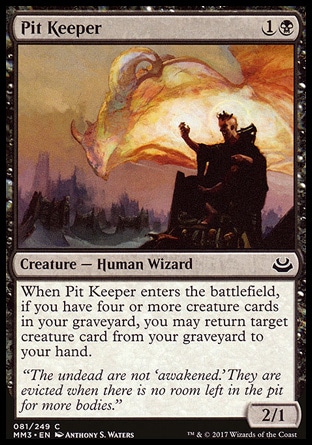 Pit Keeper 1
Creature — Human Wizard
When Pit Keeper enters the battlefield,
if you have four or more creature cards
in your graveyard, you may return target
creature card from your graveyard to
your hand.
"The undead are not 'awakened.' They are
evicted when there is no room left in the pit
for more bodies."
2/1
081/249 C
MM3 • EN Anthony S. Waters
™ & © 2017 Wizards of the Coast